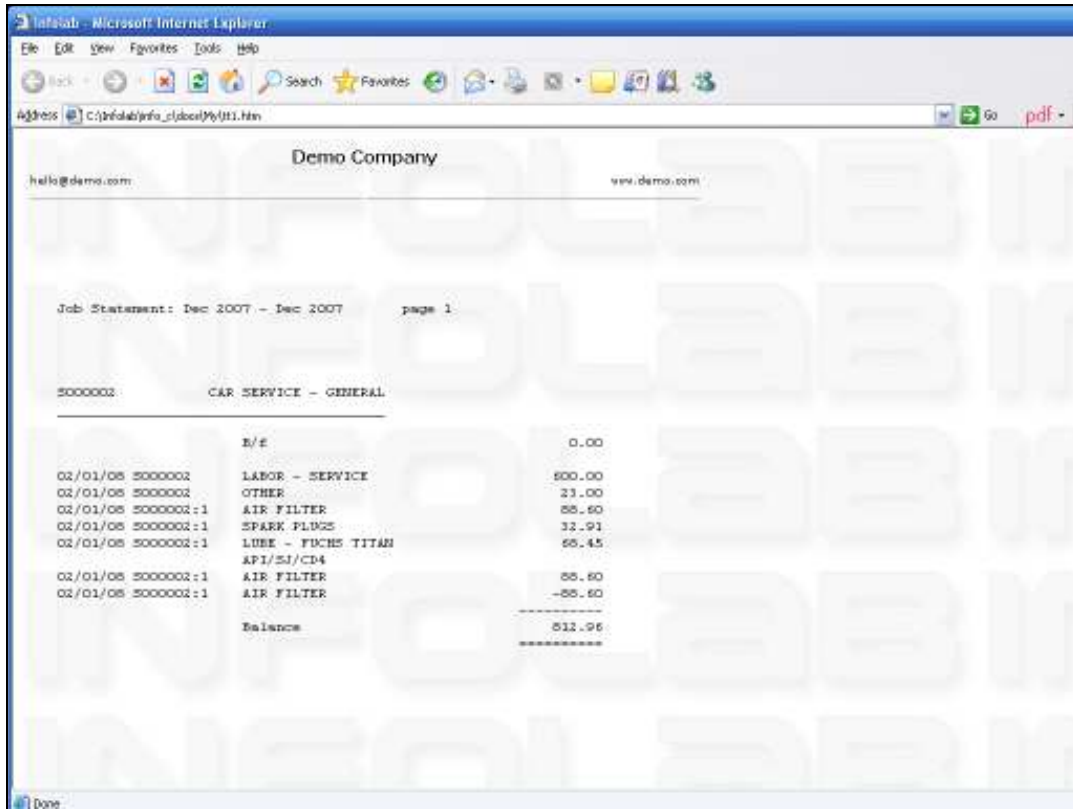 Infolab - Microsoft Internet Explorer
File Edit View Favorites Tools Help
Back Search Favorites
Address C:\Infolab\info_cl\docs\My\tt1.htm Go pdf
Demo Company
hello@demo.com www.demo.com
Job Statement: Dec 2007 - Dec 2007 page 1
S000002 CAR SERVICE - GENERAL
B/f 0.00
02/01/08 S000002 LABOR - SERVICE 600.00
02/01/08 S000002 OTHER 23.00
02/01/08 S000002:1 AIR FILTER 88.60
02/01/08 S000002:1 SPARK PLUGS 32.91
02/01/08 S000002:1 LUBE - FUCHS TITAN 68.45
API/SJ/CD4
02/01/08 S000002:1 AIR FILTER 88.60
02/01/08 S000002:1 AIR FILTER -88.60
Balance 812.96
INFOLAB
Done